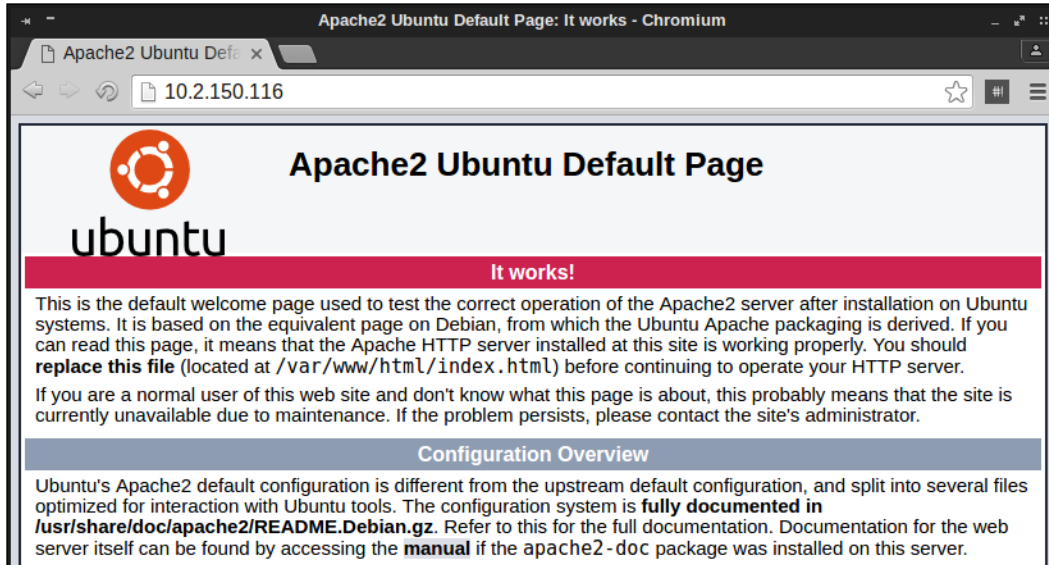 Apache2 Ubuntu Default Page: It works - Chromium
Apache2 Ubuntu Defa
10.2.150.116
#!
Apache2 Ubuntu Default Page
ubuntu
It works!
This is the default welcome page used to test the correct operation of the Apache2 server after installation on Ubuntu
systems. It is based on the equivalent page on Debian, from which the Ubuntu Apache packaging is derived. If you
can read this page, it means that the Apache HTTP server installed at this site is working properly. You should
replace this file (located at /var/www/html/index.html) before continuing to operate your HTTP server.
If you are a normal user of this web site and don't know what this page is about, this probably means that the site is
currently unavailable due to maintenance. If the problem persists, please contact the site's administrator.
Configuration Overview
Ubuntu's Apache2 default configuration is different from the upstream default configuration, and split into several files
optimized for interaction with Ubuntu tools. The configuration system is fully documented in
/usr/share/doc/apache2/README.Debian.gz. Refer to this for the full documentation. Documentation for the web
server itself can be found by accessing the manual if the apache2-doc package was installed on this server.